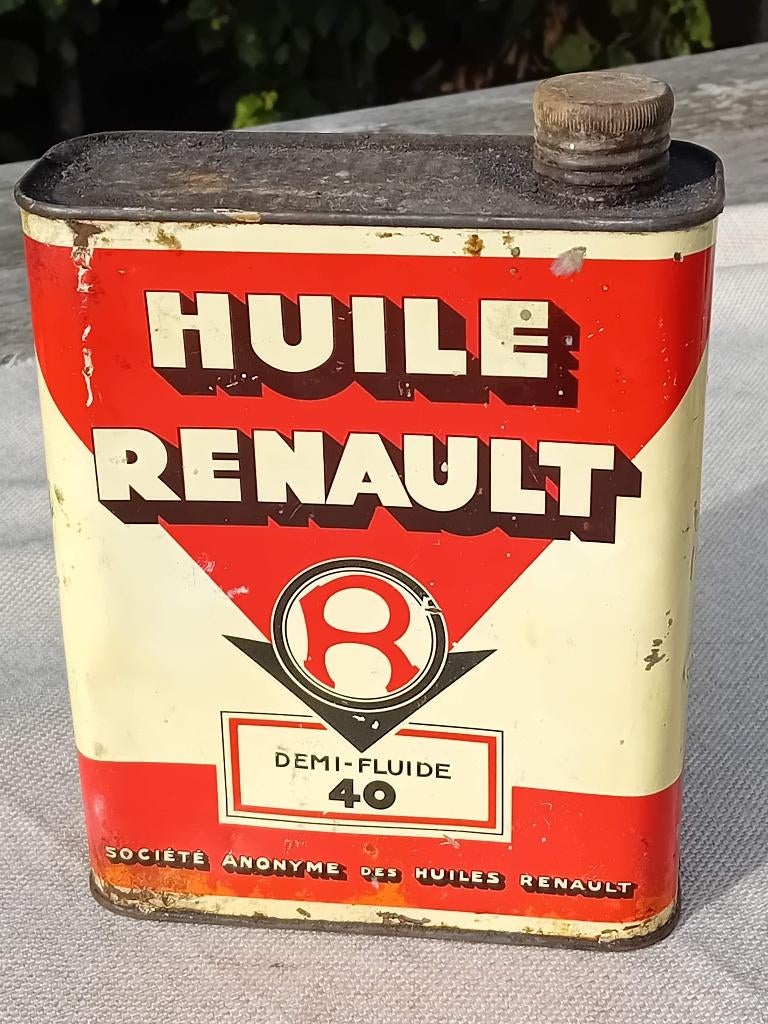 HUILE
RENAULT
R
DEMI-FLUIDE
40
SOCIÉTÉ ANONYME DES HUILES RENAULT